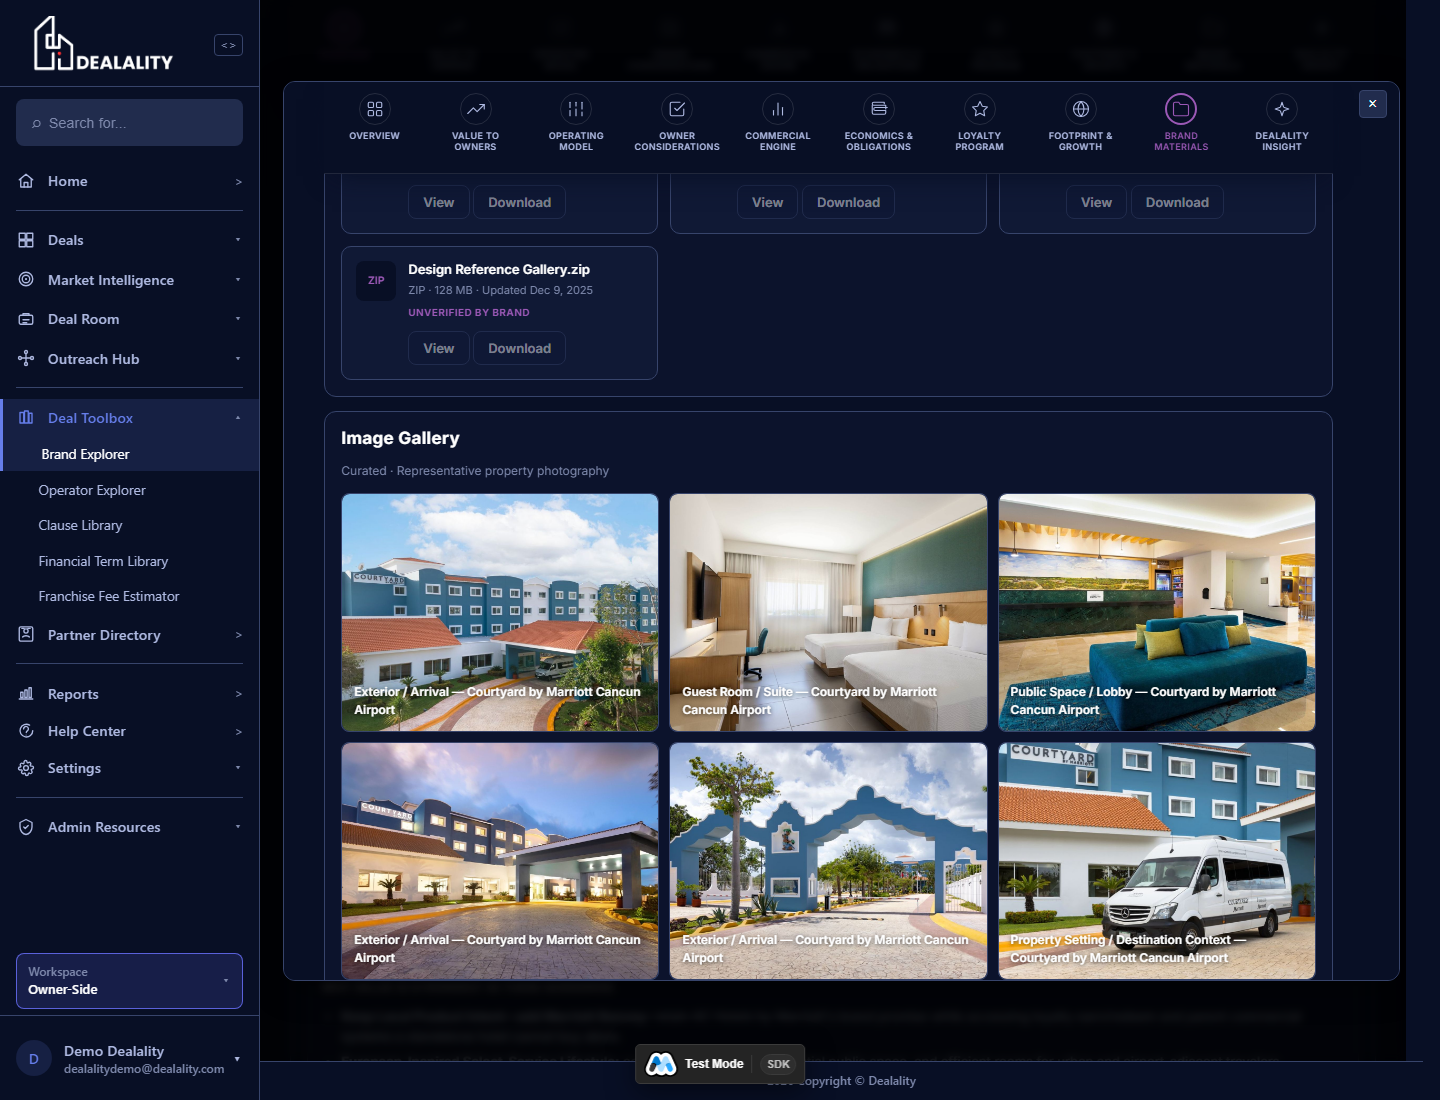 DEALALITY
<>
Search for...
Home
Deals
Market Intelligence
Deal Room
Outreach Hub
Deal Toolbox
Brand Explorer
Operator Explorer
Clause Library
Financial Term Library
Franchise Fee Estimator
Partner Directory
Reports
Help Center
Settings
Admin Resources
Workspace
Owner-Side
D
Demo Dealality
dealalitydemo@dealality.com
OVERVIEW
VALUE TO
OWNERS
OPERATING
MODEL
OWNER
CONSIDERATIONS
COMMERCIAL
ENGINE
ECONOMICS &
OBLIGATIONS
LOYALTY
PROGRAM
FOOTPRINT &
GROWTH
BRAND
MATERIALS
DEALALITY
INSIGHT
×
View Download
View Download
View Download
ZIP
Design Reference Gallery.zip
ZIP · 128 MB · Updated Dec 9, 2025
UNVERIFIED BY BRAND
View Download
Image Gallery
Curated · Representative property photography
COURTYARD
Exterior / Arrival — Courtyard by Marriott Cancun
Airport
Guest Room / Suite — Courtyard by Marriott
Cancun Airport
Public Space / Lobby — Courtyard by Marriott
Cancun Airport
COURTYARD
Exterior / Arrival — Courtyard by Marriott Cancun
Airport
Exterior / Arrival — Courtyard by Marriott Cancun
Airport
COURTYARD
BY MARRIOTT
COURTYARD
Marriott
Property Setting / Destination Context —
Courtyard by Marriott Cancun Airport
Test Mode
SDK
Copyright © Dealality